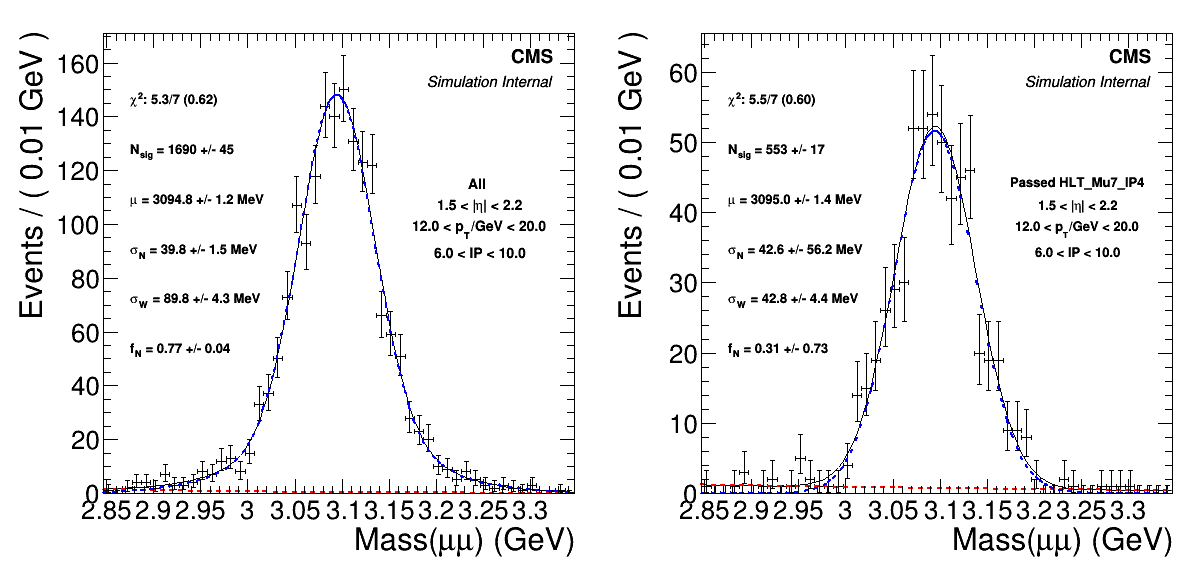 CMS
Simulation Internal
χ²: 5.3/7 (0.62)
N_sig = 1690 +/- 45
μ = 3094.8 +/- 1.2 MeV
σ_N = 39.8 +/- 1.5 MeV
σ_W = 89.8 +/- 4.3 MeV
f_N = 0.77 +/- 0.04
All
1.5 < |η| < 2.2
12.0 < p_T/GeV < 20.0
6.0 < IP < 10.0
Events / ( 0.01 GeV )
160
140
120
100
80
60
40
20
0
2.85 2.9 2.95 3 3.05 3.1 3.15 3.2 3.25 3.3
Mass(μμ) (GeV)
CMS
Simulation Internal
χ²: 5.5/7 (0.60)
N_sig = 553 +/- 17
μ = 3095.0 +/- 1.4 MeV
σ_N = 42.6 +/- 56.2 MeV
σ_W = 42.8 +/- 4.4 MeV
f_N = 0.31 +/- 0.73
Passed HLT_Mu7_IP4
1.5 < |η| < 2.2
12.0 < p_T/GeV < 20.0
6.0 < IP < 10.0
Events / ( 0.01 GeV )
60
50
40
30
20
10
0
2.85 2.9 2.95 3 3.05 3.1 3.15 3.2 3.25 3.3
Mass(μμ) (GeV)